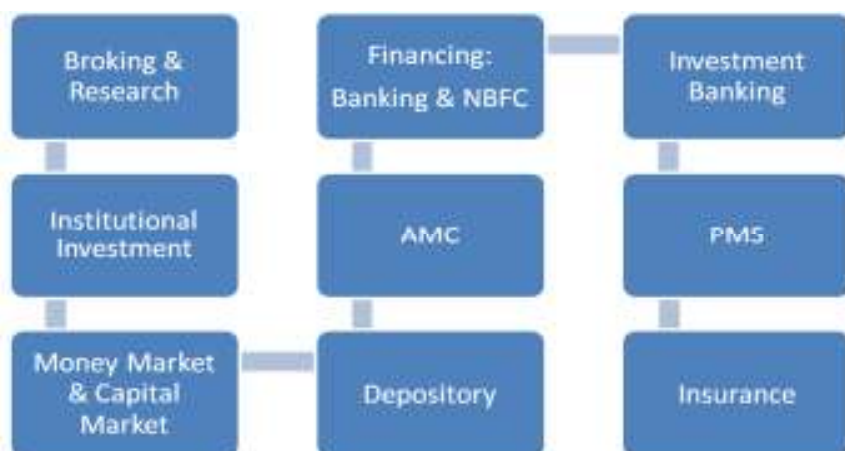 Broking &
Research
Financing:
Banking & NBFC
Investment
Banking
Institutional
Investment
AMC
PMS
Money Market
& Capital
Market
Depository
Insurance